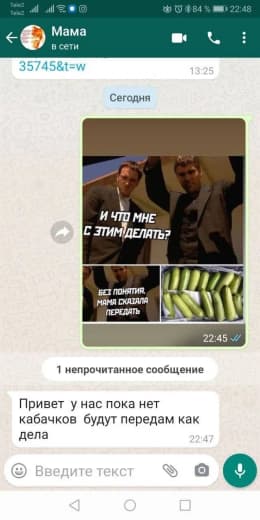 Tele2
Tele2
84 %
22:48
Мама
в сети
35745&t=w
13:25
Сегодня
И ЧТО МНЕ
С ЭТИМ ДЕЛАТЬ?
БЕЗ ПОНЯТИЯ,
МАМА СКАЗАЛА
ПЕРЕДАТЬ
22:45
1 непрочитанное сообщение
Привет у нас пока нет
кабачков будут передам как
дела
22:47
Введите текст